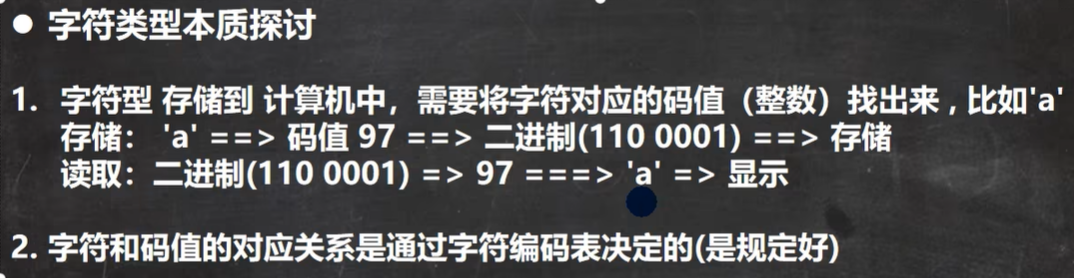 ● 字符类型本质探讨
1. 字符型 存储到 计算机中，需要将字符对应的码值（整数）找出来，比如'a'
存储： 'a' ==> 码值 97 ==> 二进制(110 0001) ==> 存储
读取：二进制(110 0001) => 97 ===> 'a' => 显示
2. 字符和码值的对应关系是通过字符编码表决定的(是规定好)